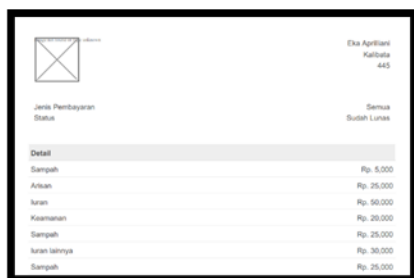 Eka Apriliani
Kalibata
445
Jenis Pembayaran Semua
Status Sudah Lunas
Detail
Sampah Rp. 5,000
Arisan Rp. 25,000
Iuran Rp. 50,000
Keamanan Rp. 20,000
Sampah Rp. 25,000
Iuran lainnya Rp. 30,000
Sampah Rp. 25,000